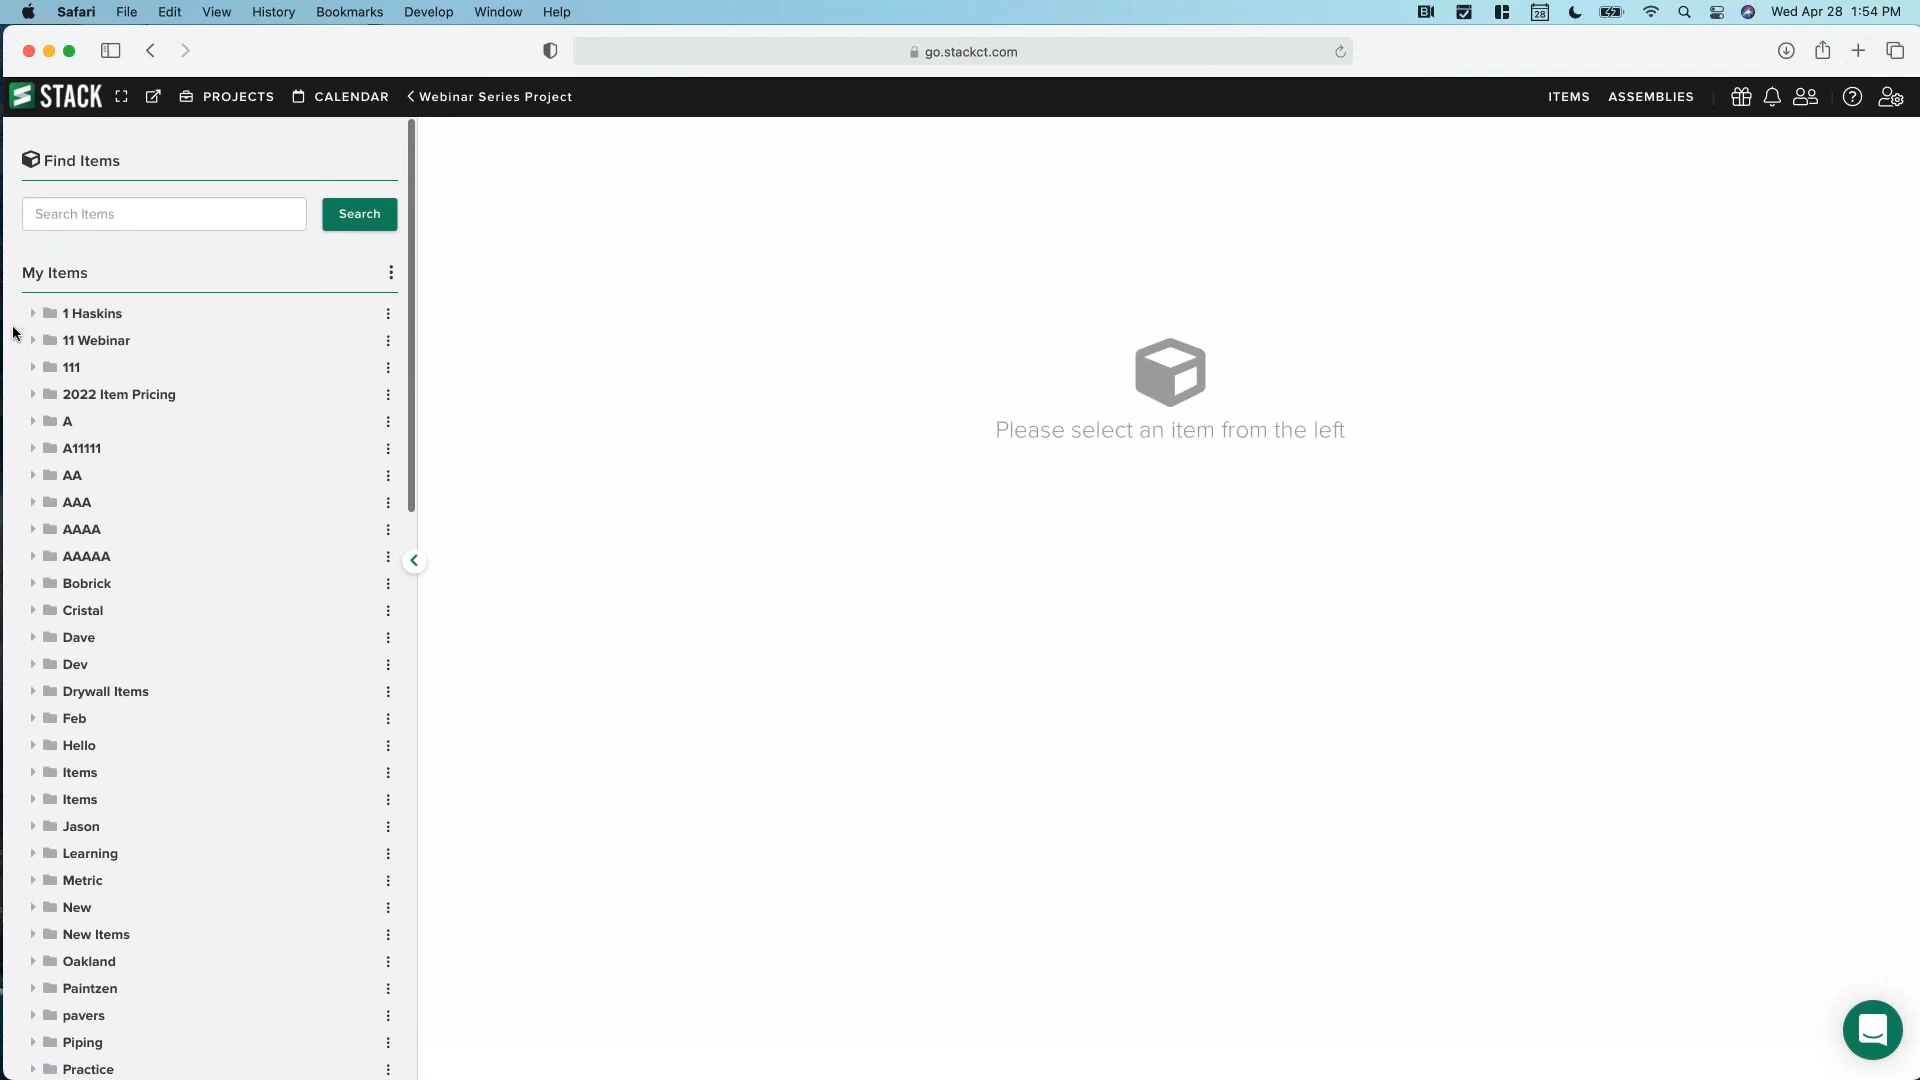 Safari File Edit View History Bookmarks Develop Window Help 28 Wed Apr 28 1:54 PM
go.stackct.com
STACK PROJECTS CALENDAR Webinar Series Project ITEMS ASSEMBLIES
Find Items
Search Items Search
My Items
1 Haskins
11 Webinar
111
2022 Item Pricing
A
A11111
AA
AAA
AAAA
AAAAA
Bobrick
Cristal
Dave
Dev
Drywall Items
Feb
Hello
Items
Items
Jason
Learning
Metric
New
New Items
Oakland
Paintzen
pavers
Piping
Practice
Please select an item from the left